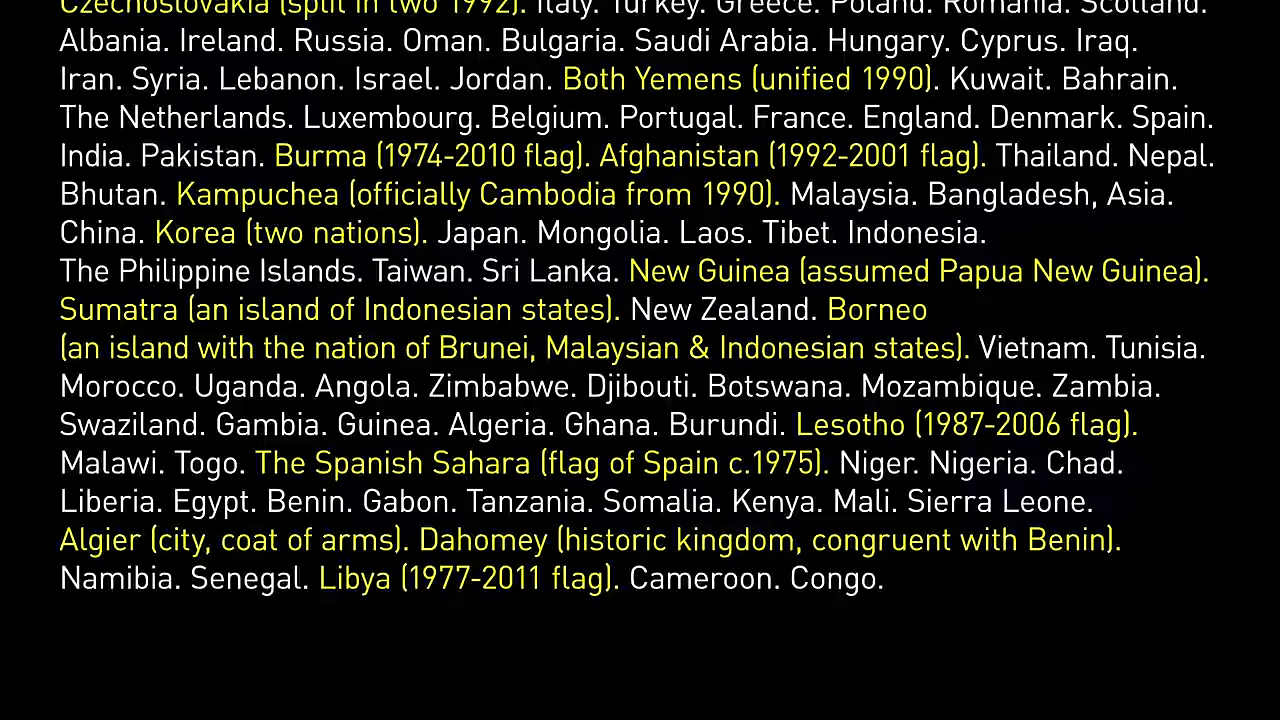 Czechoslovakia (split in two 1992). Italy. Turkey. Greece. Poland. Romania. Scotland.
Albania. Ireland. Russia. Oman. Bulgaria. Saudi Arabia. Hungary. Cyprus. Iraq.
Iran. Syria. Lebanon. Israel. Jordan. Both Yemens (unified 1990). Kuwait. Bahrain.
The Netherlands. Luxembourg. Belgium. Portugal. France. England. Denmark. Spain.
India. Pakistan. Burma (1974-2010 flag). Afghanistan (1992-2001 flag). Thailand. Nepal.
Bhutan. Kampuchea (officially Cambodia from 1990). Malaysia. Bangladesh, Asia.
China. Korea (two nations). Japan. Mongolia. Laos. Tibet. Indonesia.
The Philippine Islands. Taiwan. Sri Lanka. New Guinea (assumed Papua New Guinea).
Sumatra (an island of Indonesian states). New Zealand. Borneo
(an island with the nation of Brunei, Malaysian & Indonesian states). Vietnam. Tunisia.
Morocco. Uganda. Angola. Zimbabwe. Djibouti. Botswana. Mozambique. Zambia.
Swaziland. Gambia. Guinea. Algeria. Ghana. Burundi. Lesotho (1987-2006 flag).
Malawi. Togo. The Spanish Sahara (flag of Spain c.1975). Niger. Nigeria. Chad.
Liberia. Egypt. Benin. Gabon. Tanzania. Somalia. Kenya. Mali. Sierra Leone.
Algier (city, coat of arms). Dahomey (historic kingdom, congruent with Benin).
Namibia. Senegal. Libya (1977-2011 flag). Cameroon. Congo.